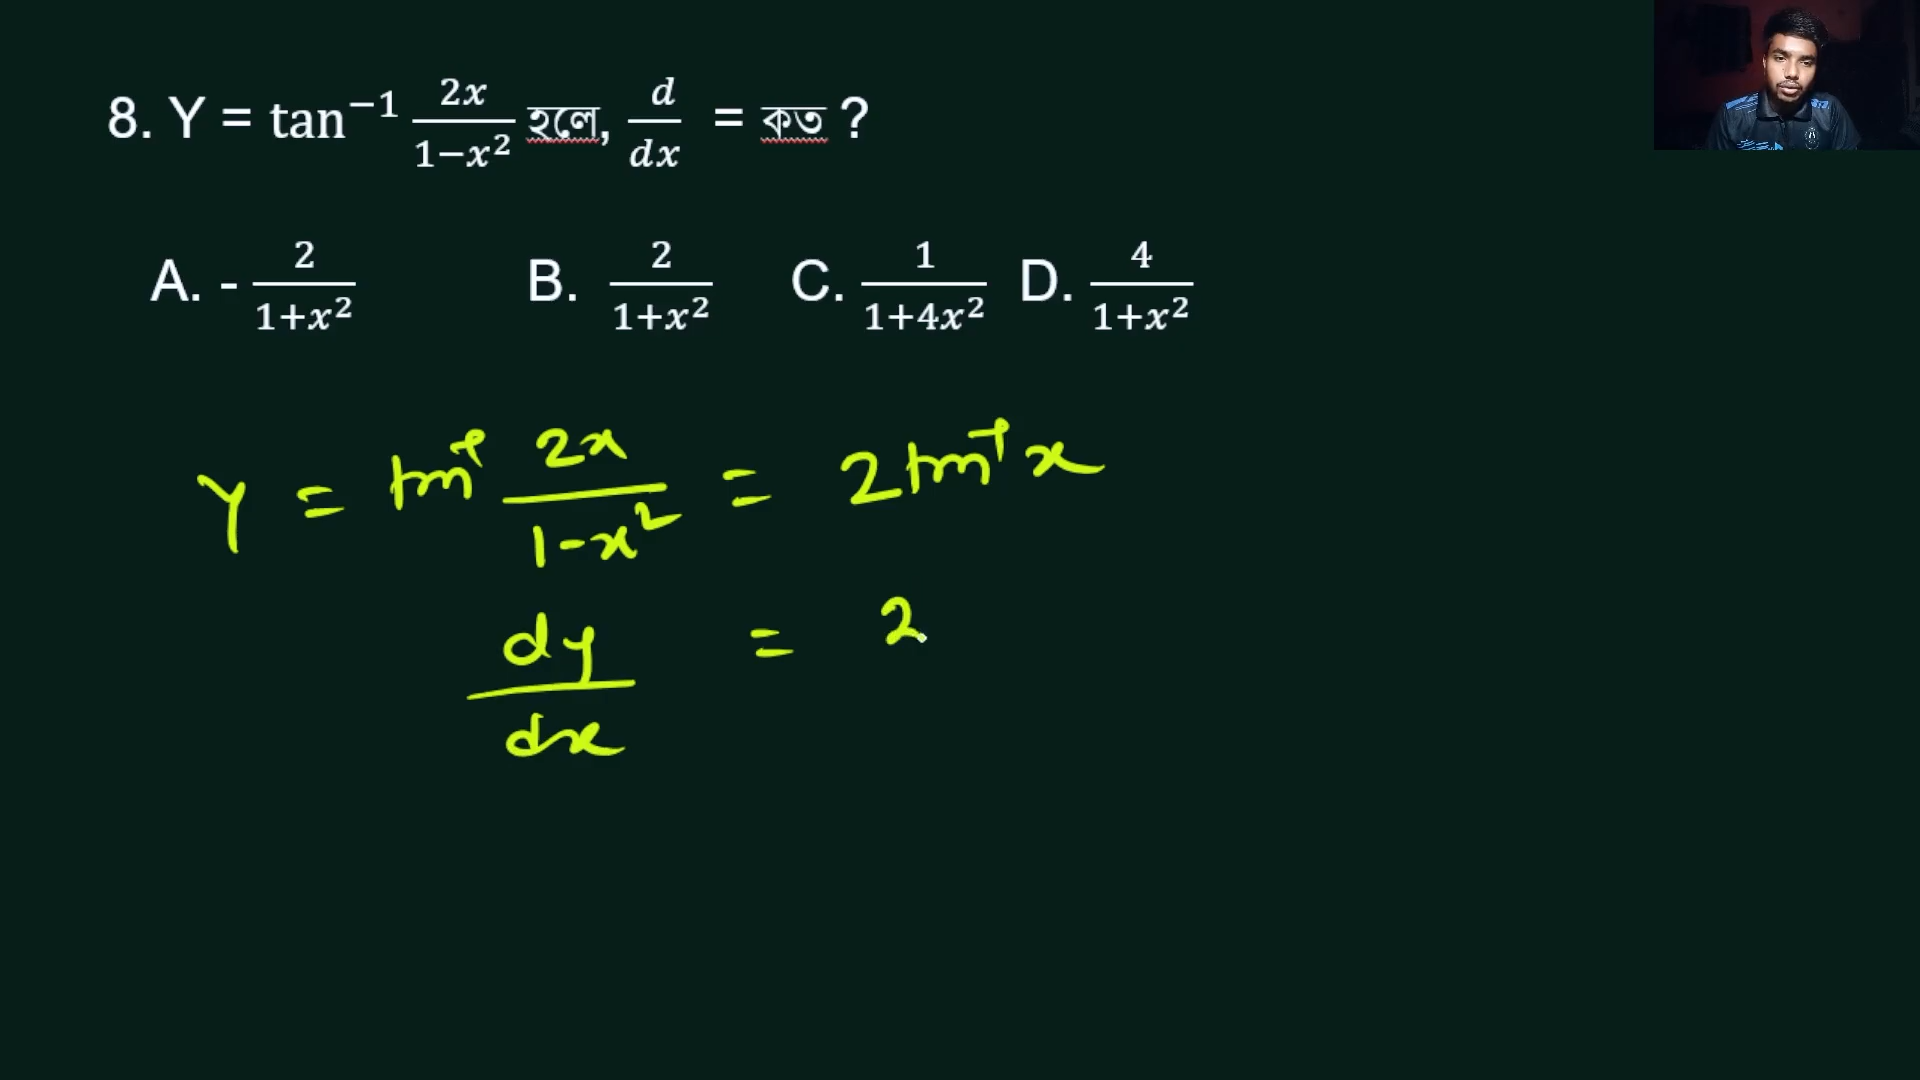 8. Y = tan⁻¹ 2x/1−x² হলে, d/dx = কত ?
A. - 2/1+x² B. 2/1+x² C. 1/1+4x² D. 4/1+x²
Y = tan⁻¹ 2x/1-x² = 2tan⁻¹x
dy/dx = 2